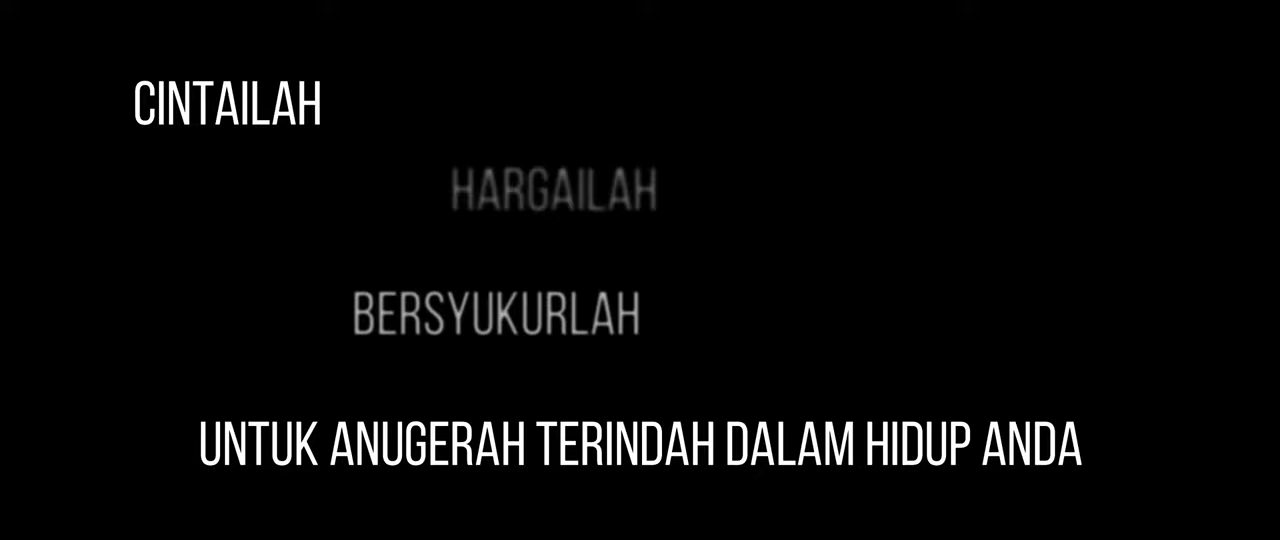 CINTAILAH
HARGAILAH
BERSYUKURLAH
UNTUK ANUGERAH TERINDAH DALAM HIDUP ANDA